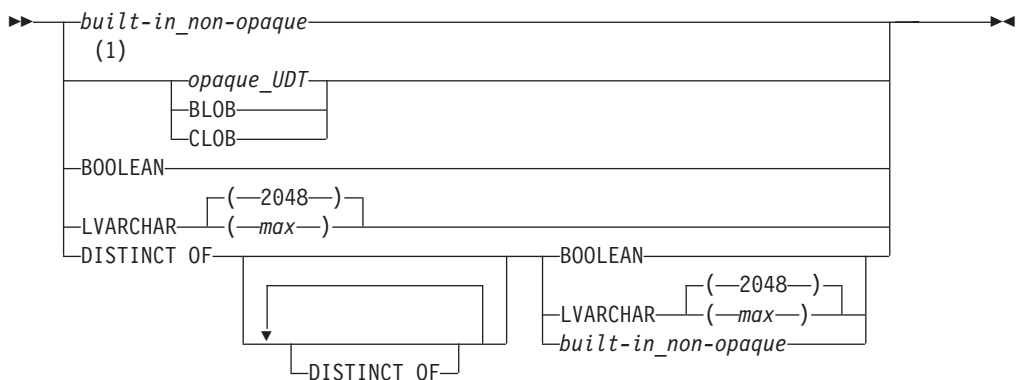 built-in_non-opaque
(1)
opaque_UDT
BLOB
CLOB
BOOLEAN
( 2048 )
LVARCHAR ( max )
DISTINCT OF BOOLEAN
( 2048 )
LVARCHAR ( max )
built-in_non-opaque
DISTINCT OF